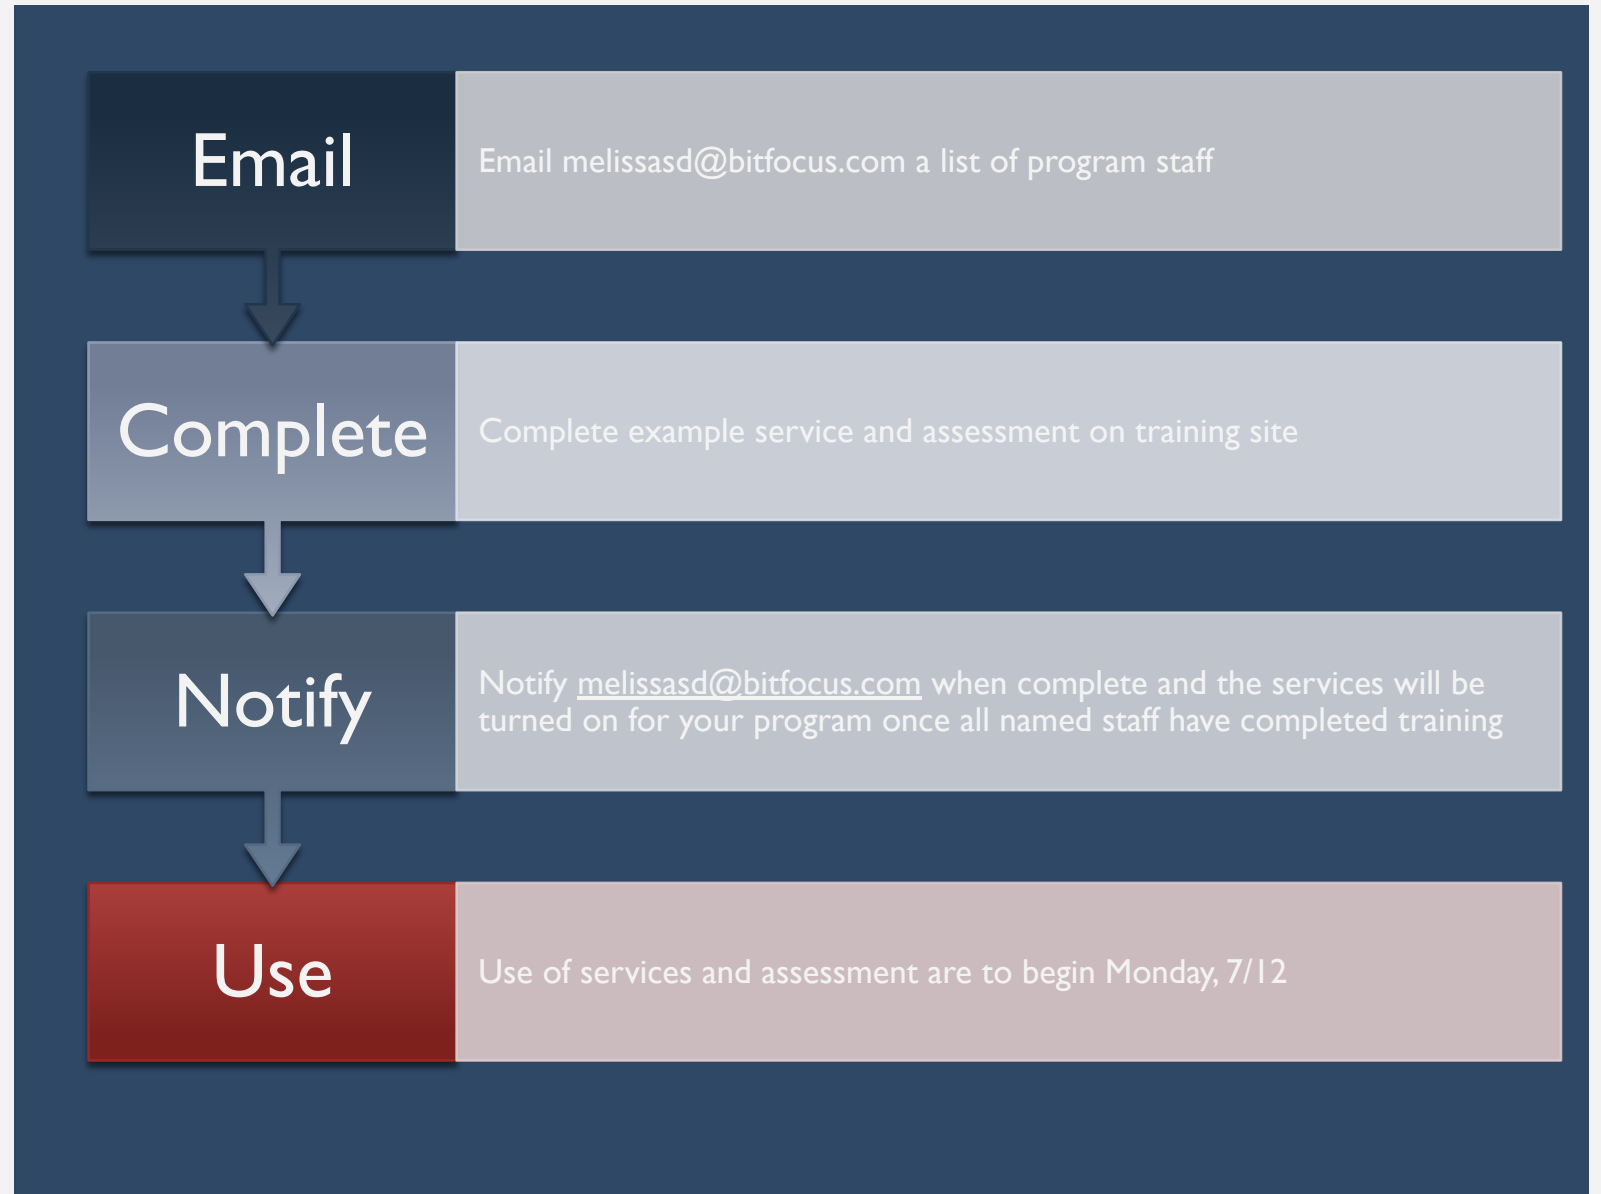 Email
Email melissasd@bitfocus.com a list of program staff
Complete
Complete example service and assessment on training site
Notify
Notify melissasd@bitfocus.com when complete and the services will be
turned on for your program once all named staff have completed training
Use
Use of services and assessment are to begin Monday, 7/12